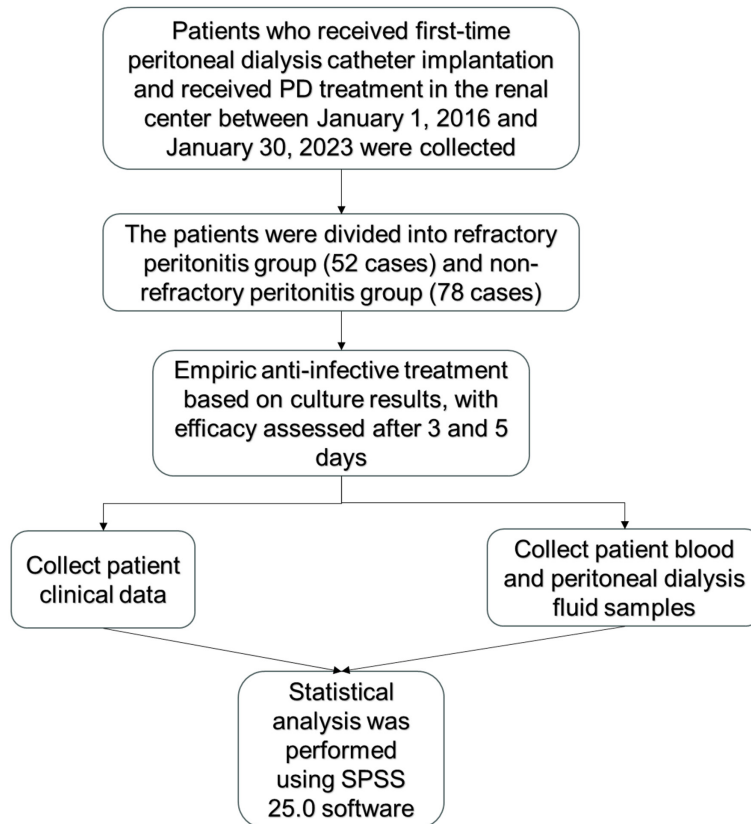 Patients who received first-time
peritoneal dialysis catheter implantation
and received PD treatment in the renal
center between January 1, 2016 and
January 30, 2023 were collected
The patients were divided into refractory
peritonitis group (52 cases) and non-
refractory peritonitis group (78 cases)
Empiric anti-infective treatment
based on culture results, with
efficacy assessed after 3 and 5
days
Collect patient
clinical data
Collect patient blood
and peritoneal dialysis
fluid samples
Statistical
analysis was
performed
using SPSS
25.0 software